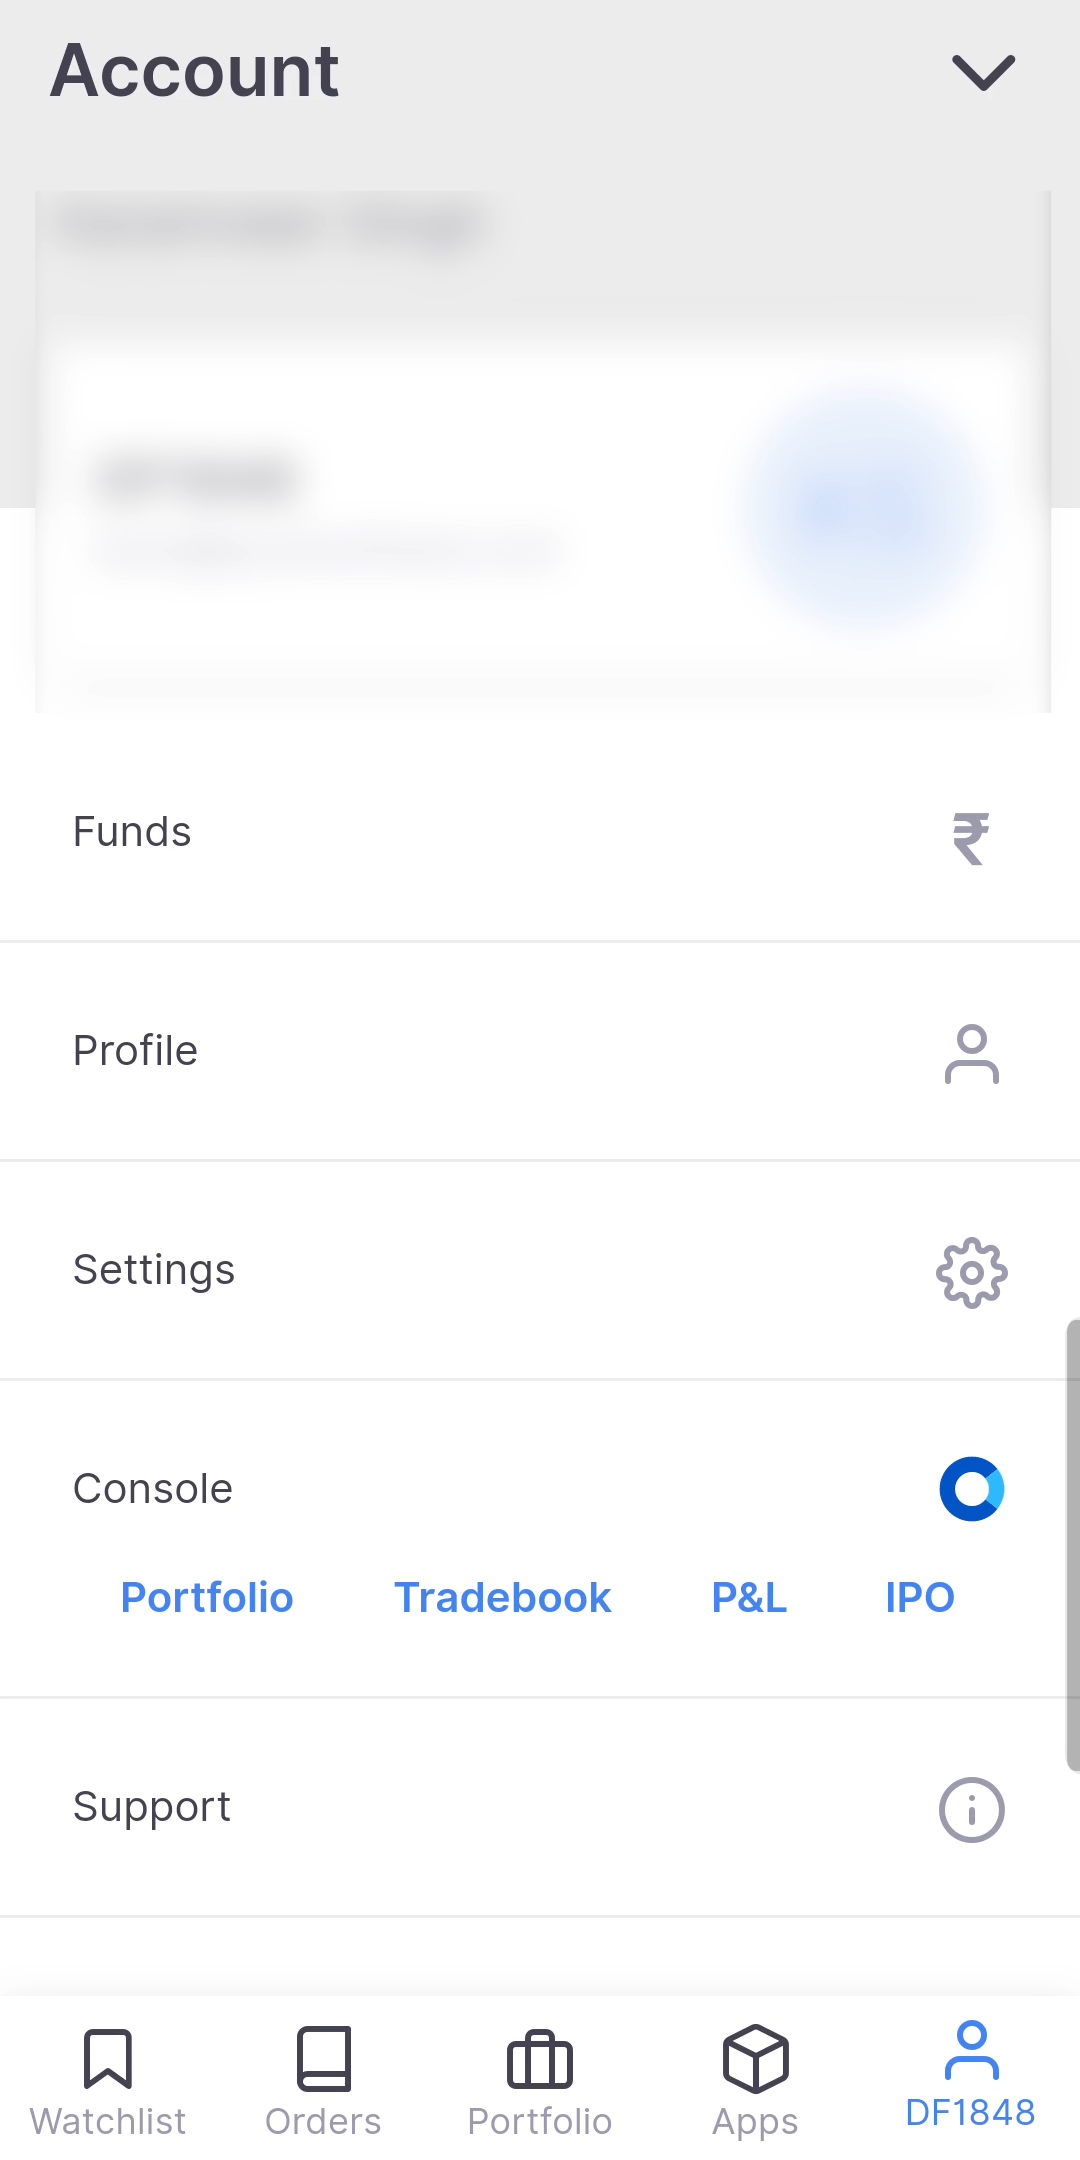 Account
Funds
₹
Profile
Settings
Console
Portfolio Tradebook P&L IPO
Support
Watchlist Orders Portfolio Apps DF1848